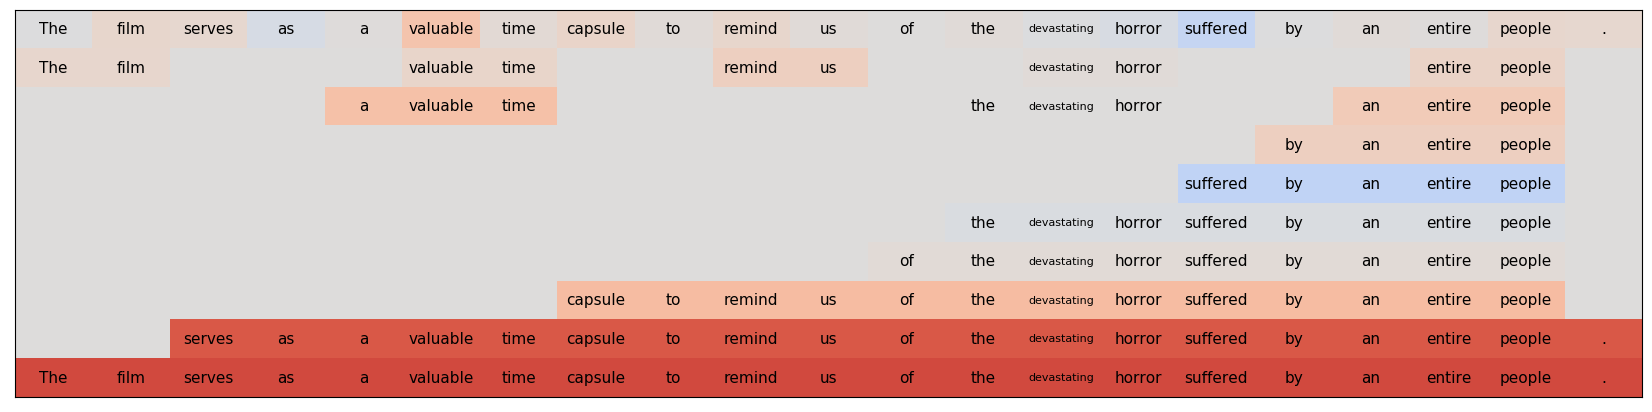 The film serves as a valuable time capsule to remind us of the devastating horror suffered by an entire people .
The film valuable time remind us devastating horror entire people
a valuable time the devastating horror an entire people
by an entire people
suffered by an entire people
the devastating horror suffered by an entire people
of the devastating horror suffered by an entire people
capsule to remind us of the devastating horror suffered by an entire people
serves as a valuable time capsule to remind us of the devastating horror suffered by an entire people .
The film serves as a valuable time capsule to remind us of the devastating horror suffered by an entire people .